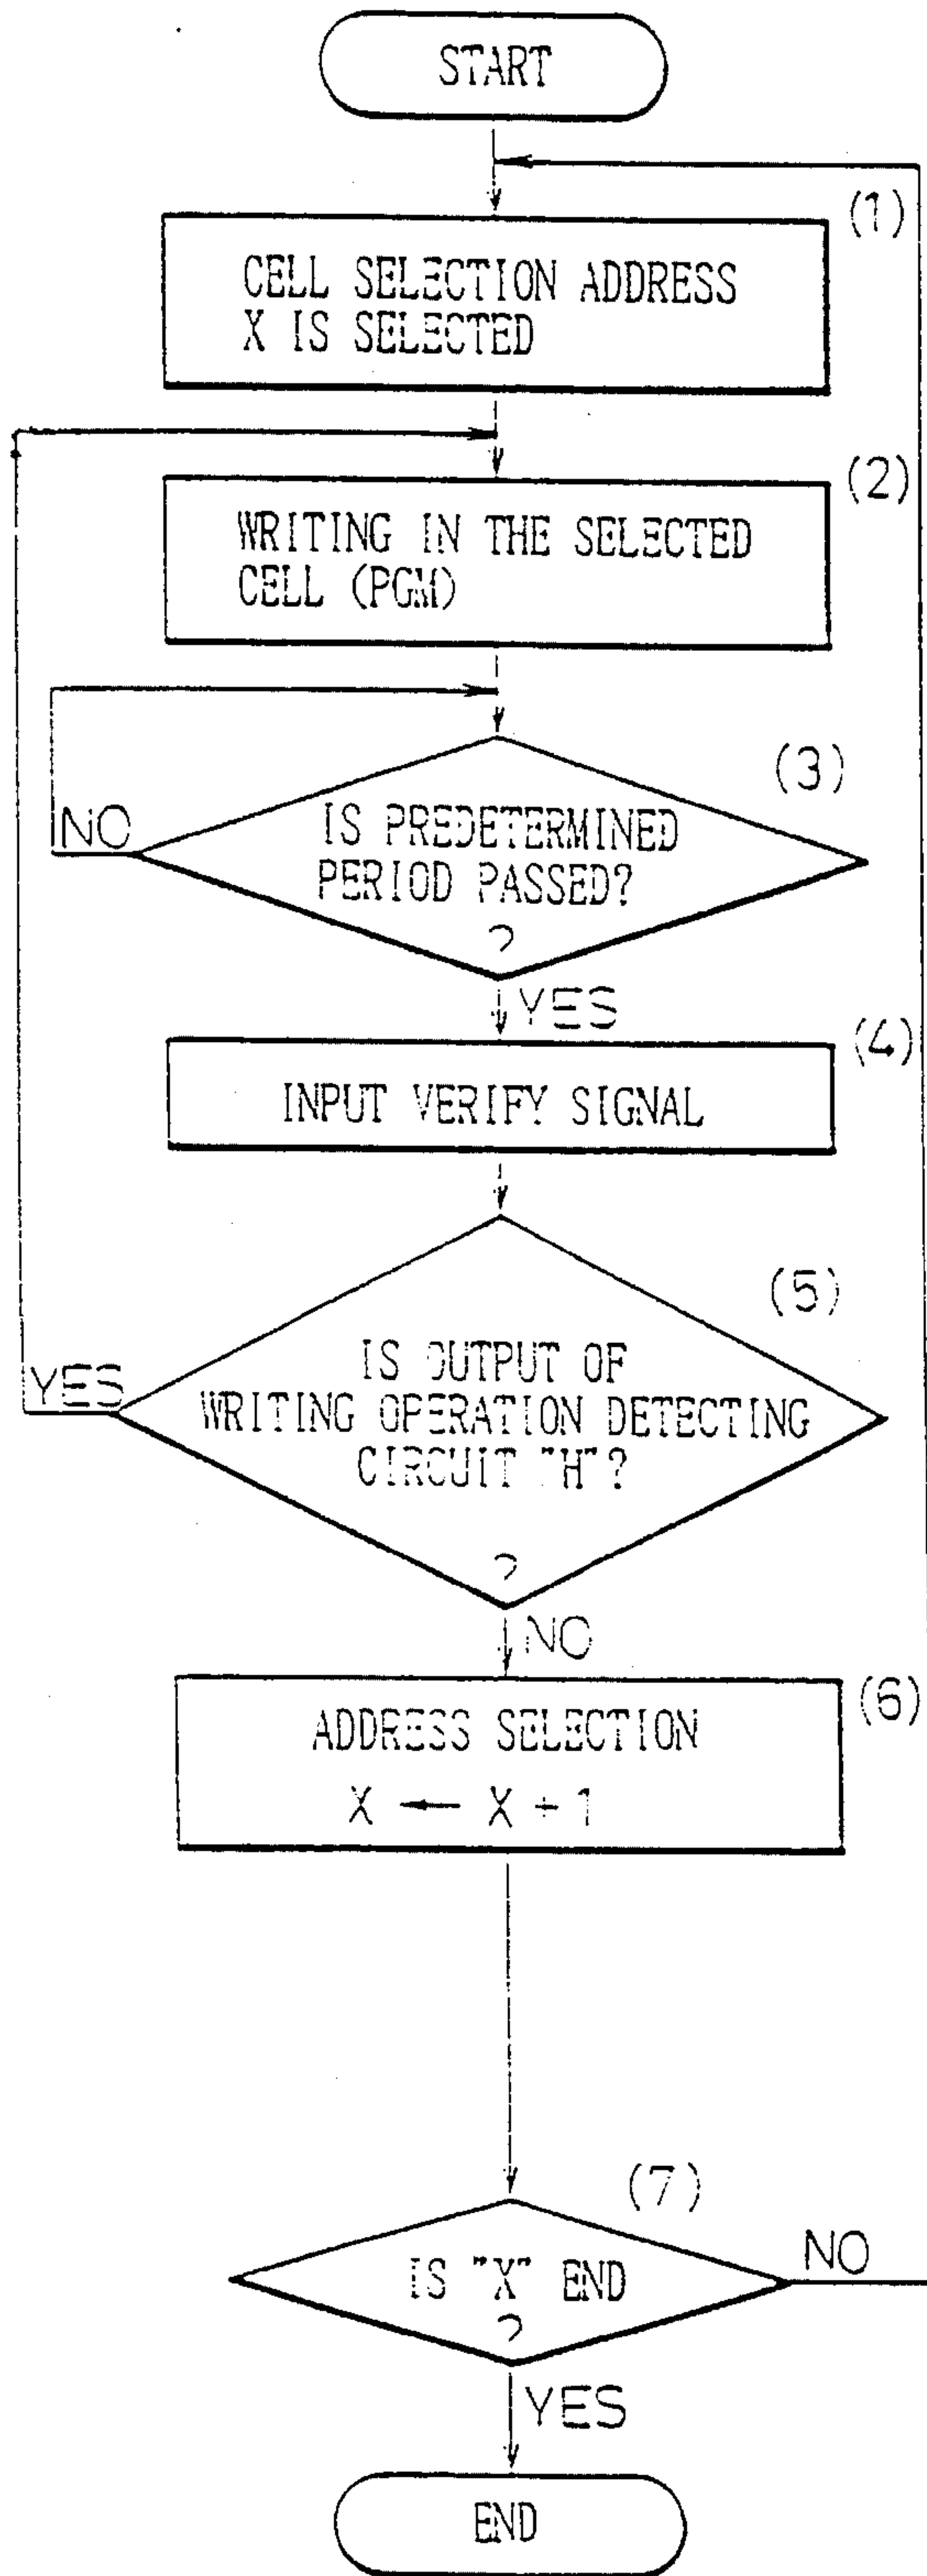 START
(1)
CELL SELECTION ADDRESS
X IS SELECTED
(2)
WRITING IN THE SELECTED
CELL (PGM)
(3)
NO
IS PREDETERMINED
PERIOD PASSED?
?
YES
(4)
INPUT VERIFY SIGNAL
(5)
YES
IS OUTPUT OF
WRITING OPERATION DETECTING
CIRCUIT "H"?
?
NO
(6)
ADDRESS SELECTION
X ← X + 1
(7)
NO
IS "X" END
?
YES
END